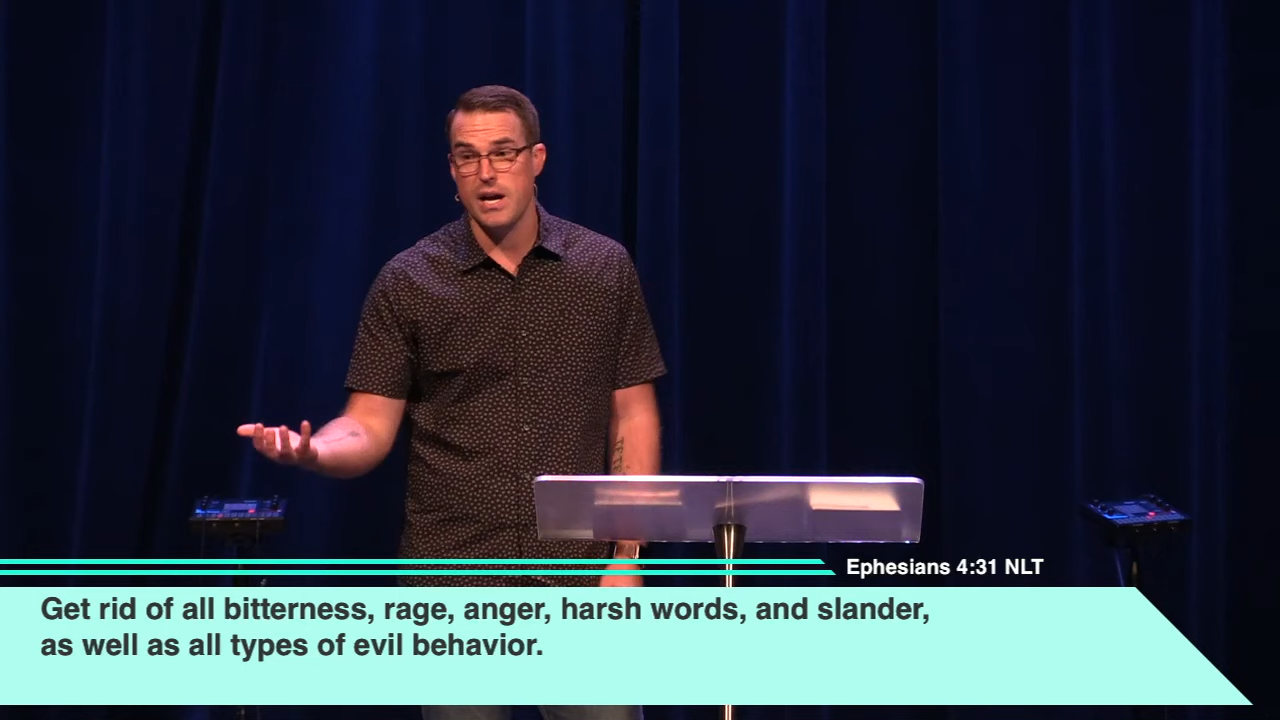 Ephesians 4:31 NLT
Get rid of all bitterness, rage, anger, harsh words, and slander,
as well as all types of evil behavior.